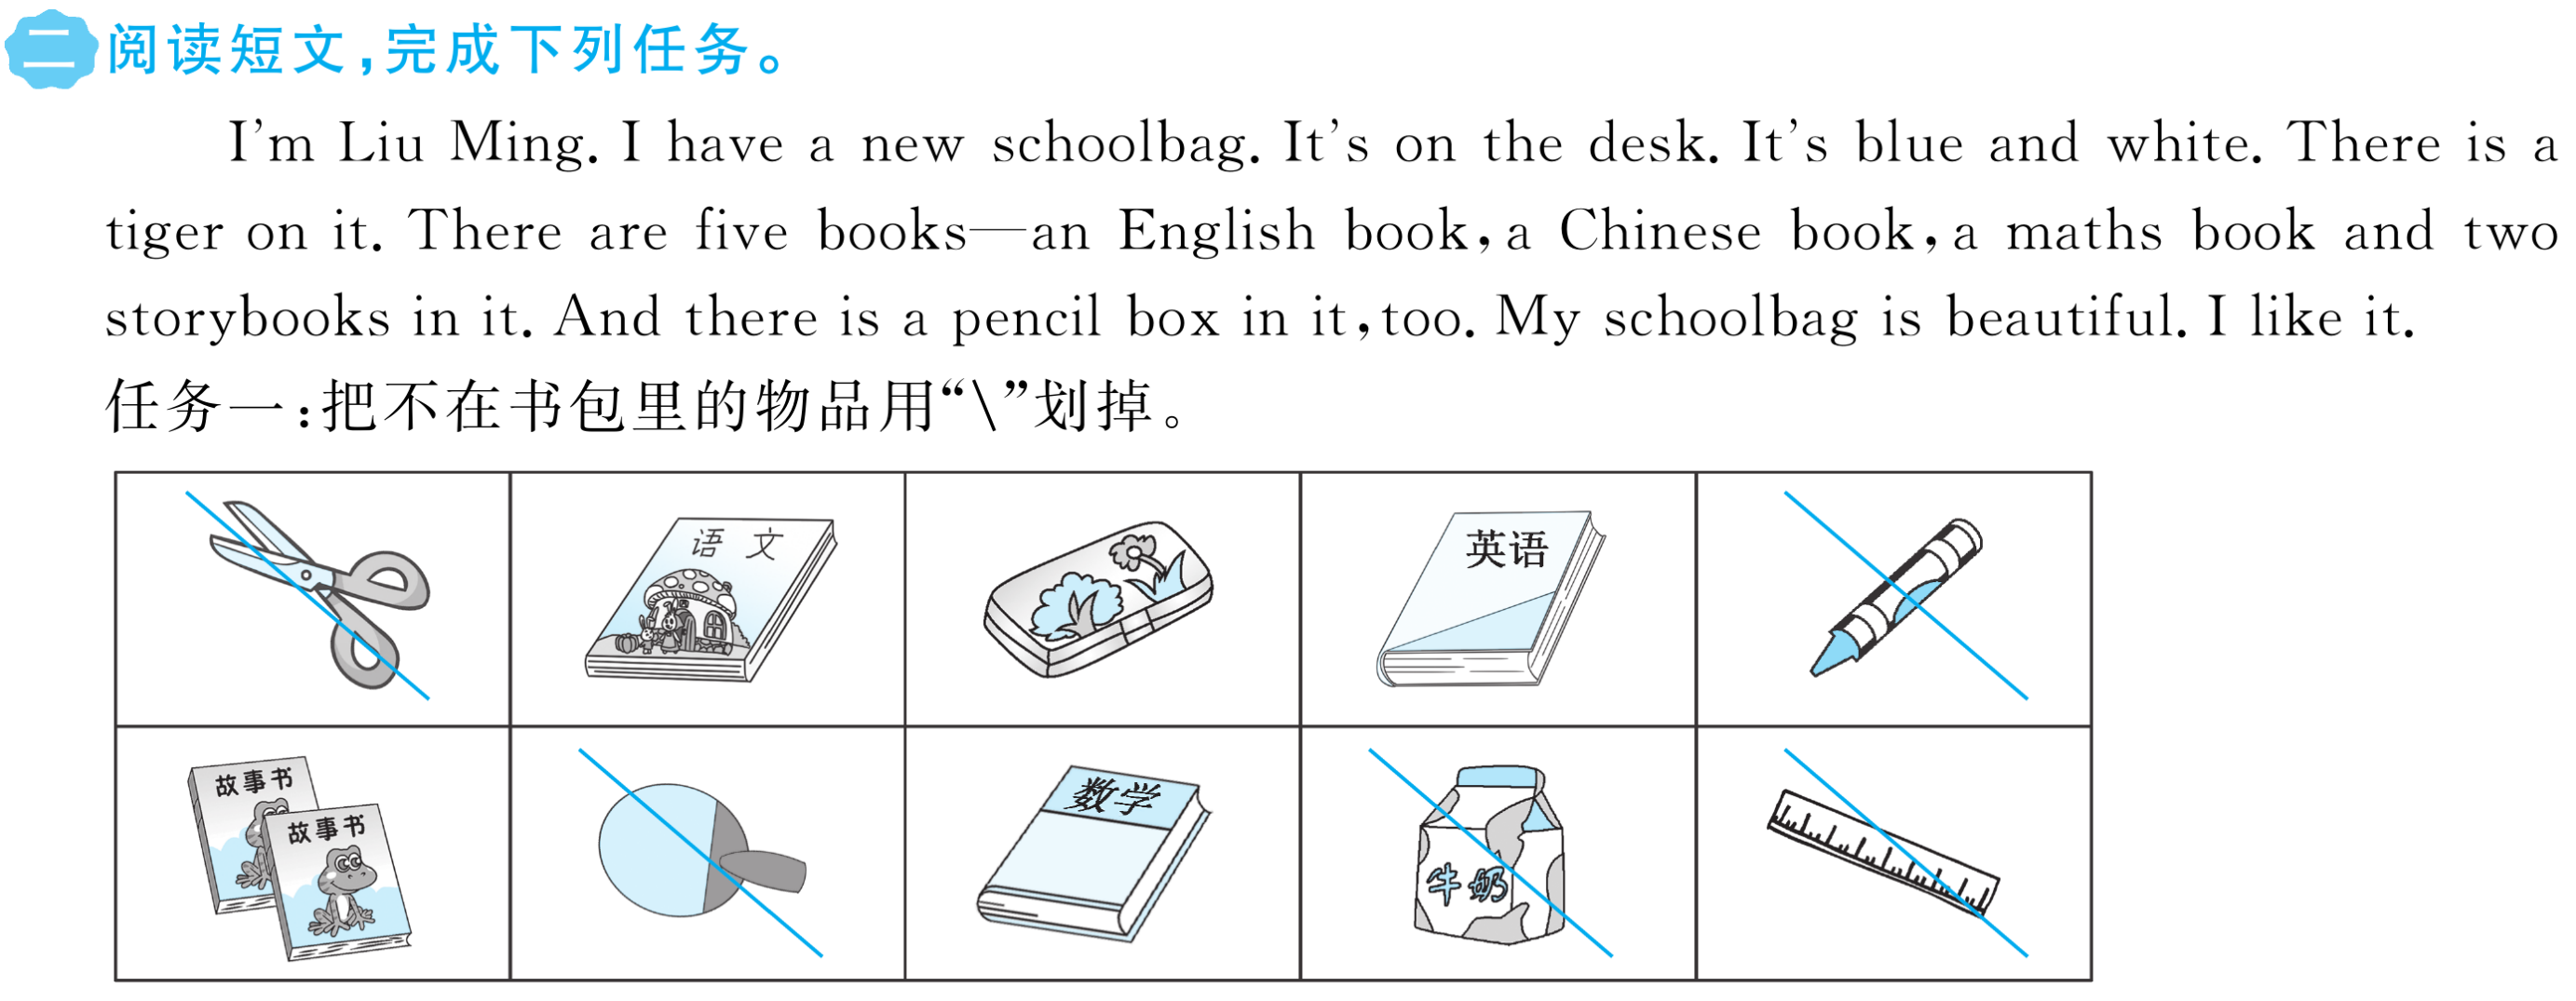 二 阅读短文,完成下列任务。
I'm Liu Ming. I have a new schoolbag. It's on the desk. It's blue and white. There is a
tiger on it. There are five books—an English book,a Chinese book,a maths book and two
storybooks in it. And there is a pencil box in it,too. My schoolbag is beautiful. I like it.
任务一:把不在书包里的物品用“\”划掉。
语 文
英语
故事书
故事书
数学
牛奶